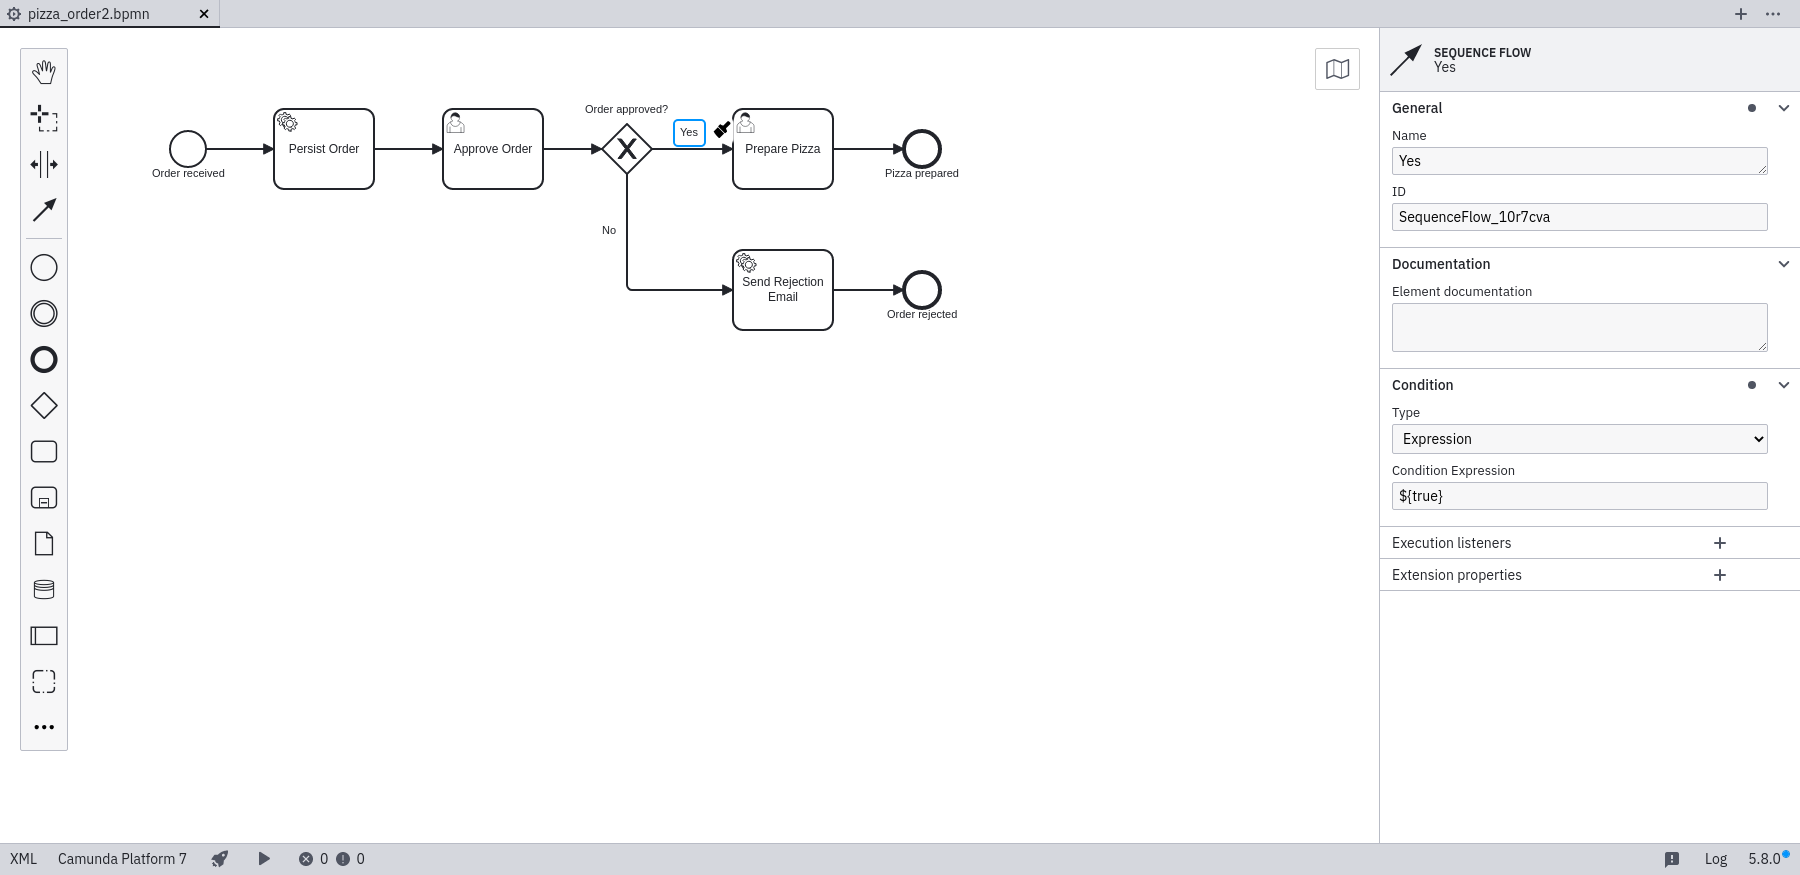 pizza_order2.bpmn
Order received
Persist Order
Approve Order
Order approved?
Yes
No
Prepare Pizza
Pizza prepared
Send Rejection
Email
Order rejected
SEQUENCE FLOW
Yes
General
Name
Yes
ID
SequenceFlow_10r7cva
Documentation
Element documentation
Condition
Type
Expression
Condition Expression
${true}
Execution listeners
Extension properties
XML Camunda Platform 7 0 0 Log 5.8.0